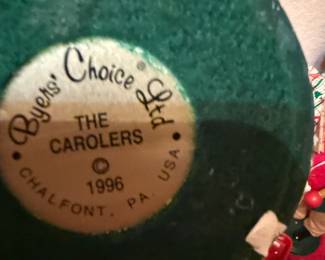 Byers' Choice® Ltd
THE
CAROLERS
©
1996
• CHALFONT, PA USA •